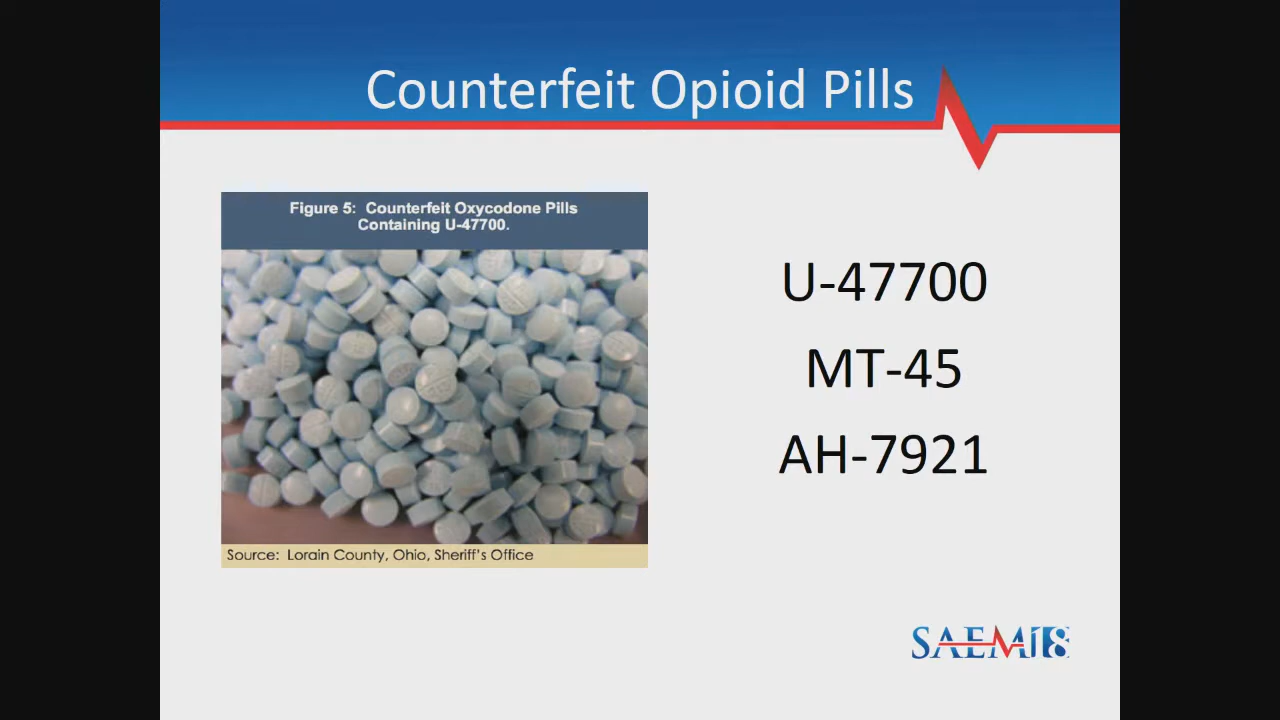 Counterfeit Opioid Pills
Figure 5: Counterfeit Oxycodone Pills
Containing U-47700.
Source: Lorain County, Ohio, Sheriff's Office
U-47700
MT-45
AH-7921
SAEM18